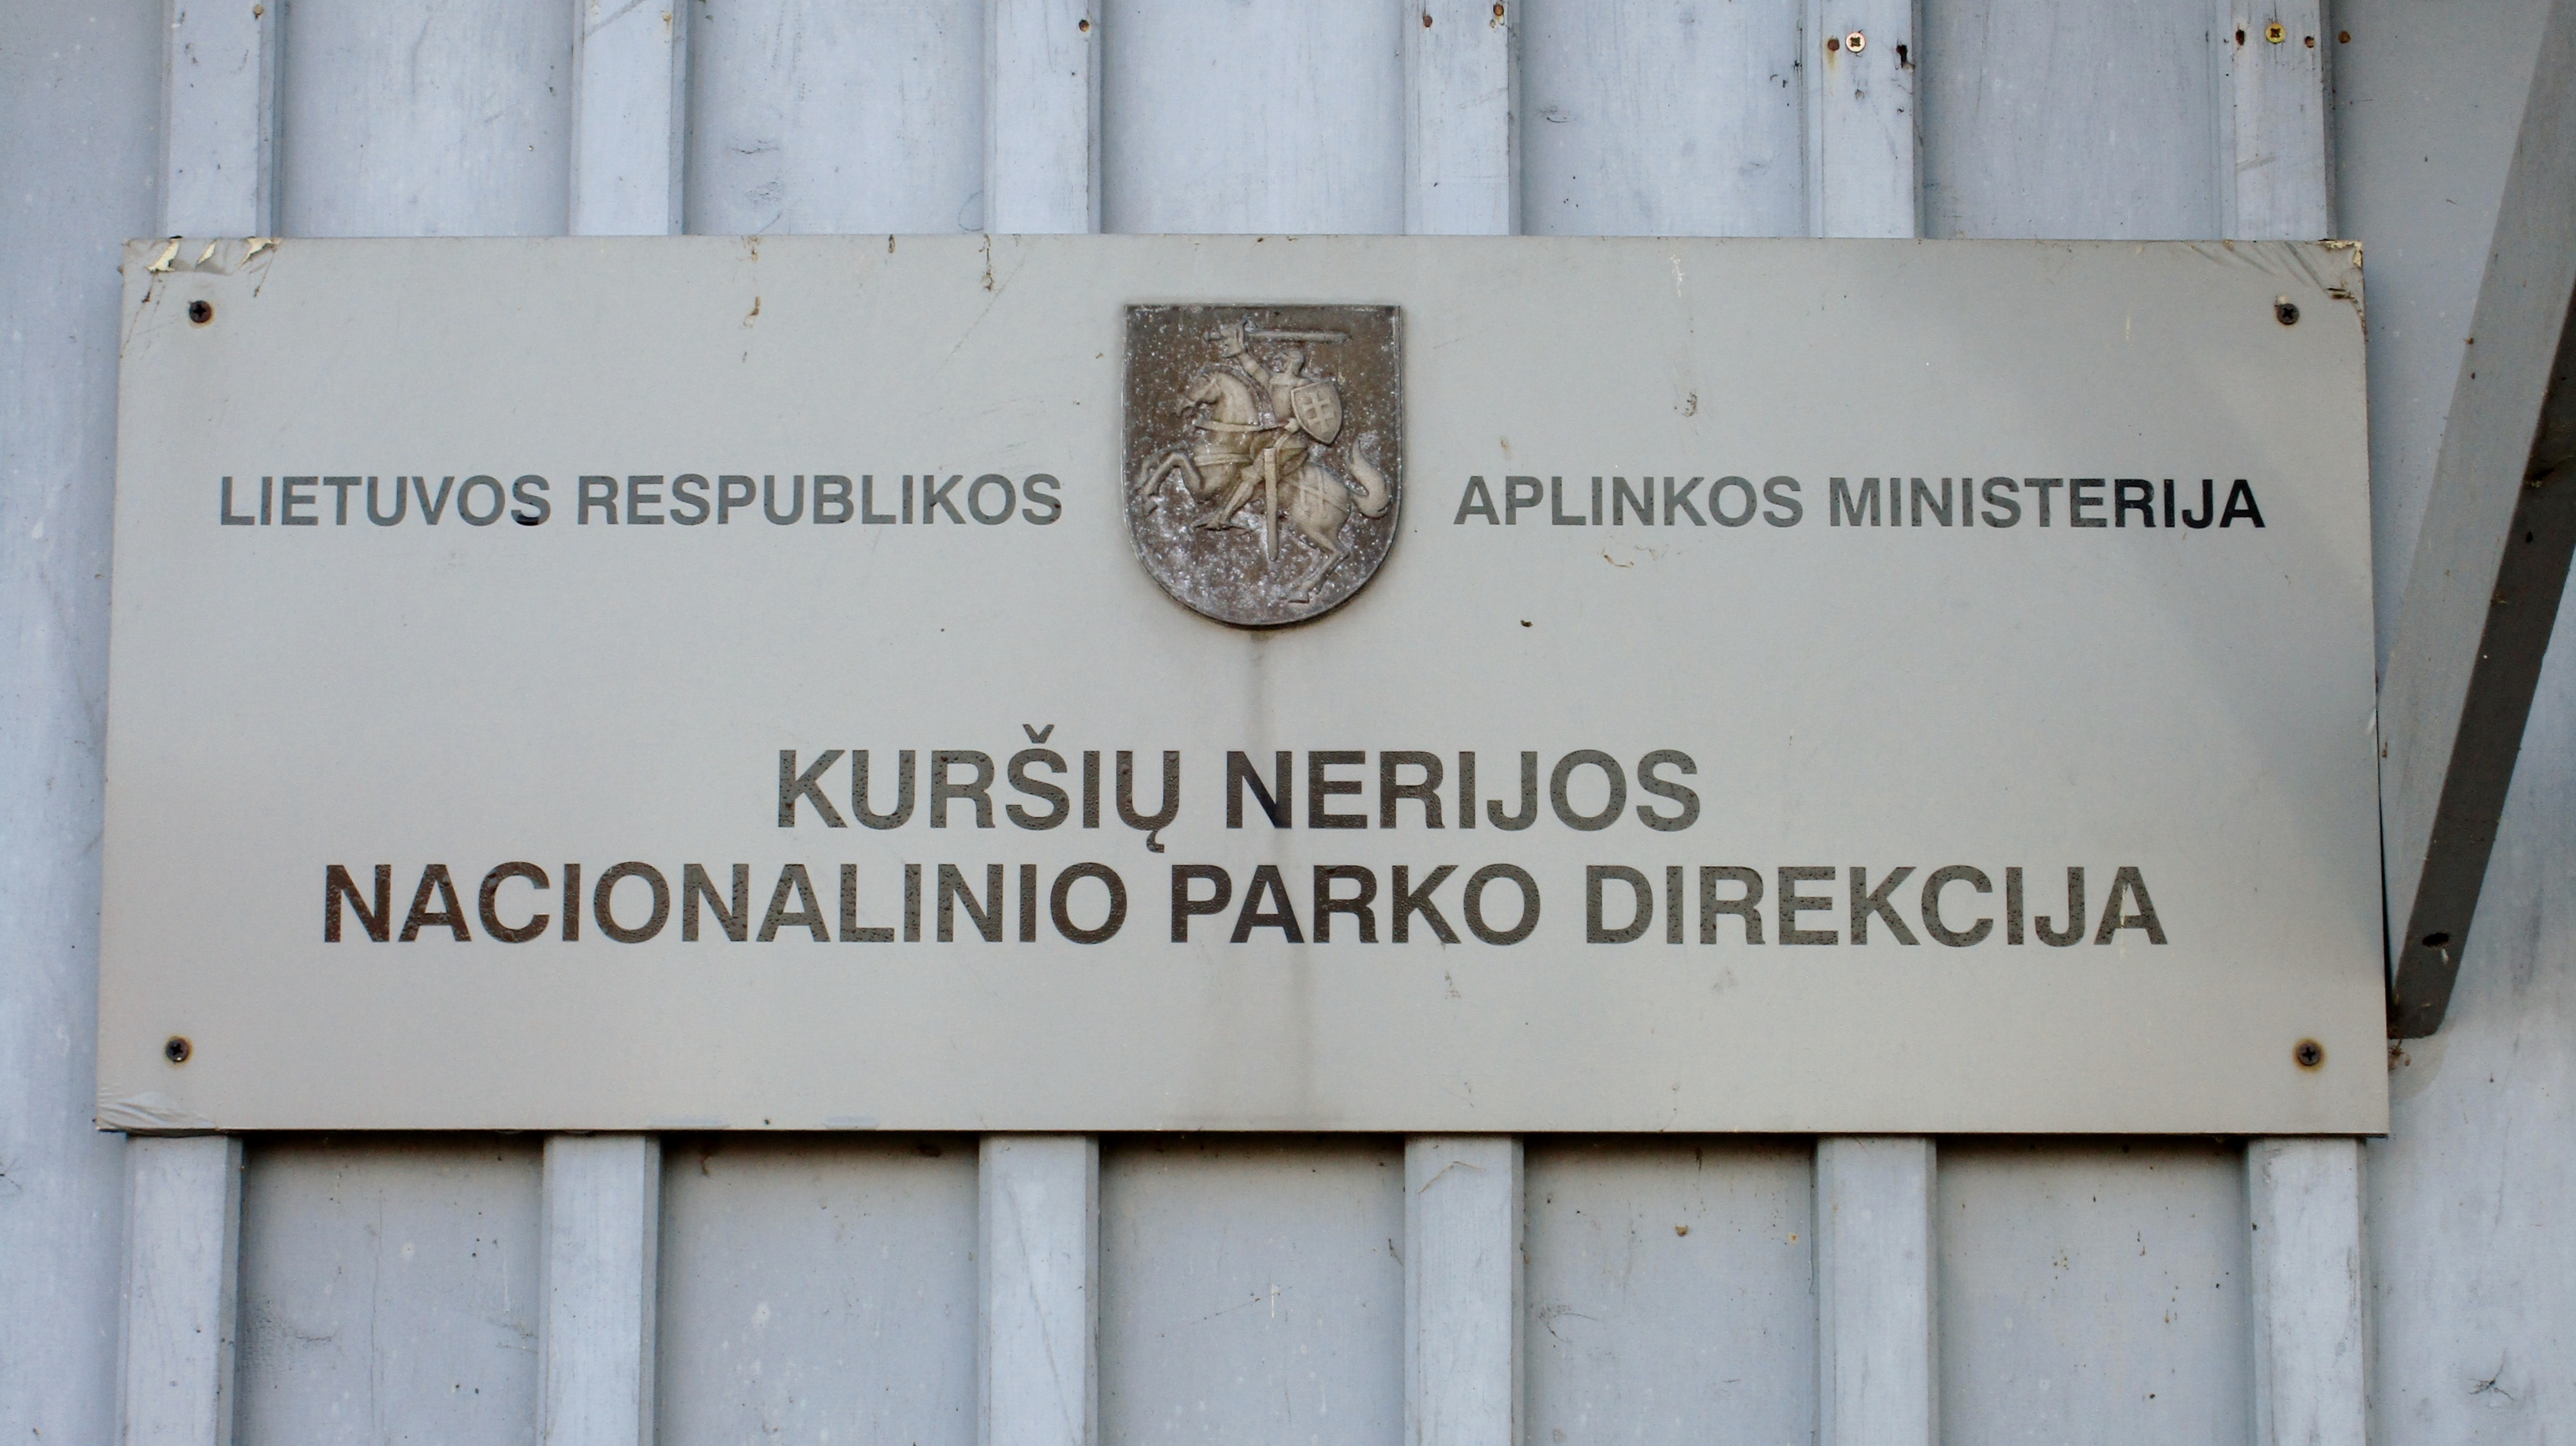 LIETUVOS RESPUBLIKOS APLINKOS MINISTERIJA
KURŠIŲ NERIJOS
NACIONALINIO PARKO DIREKCIJA